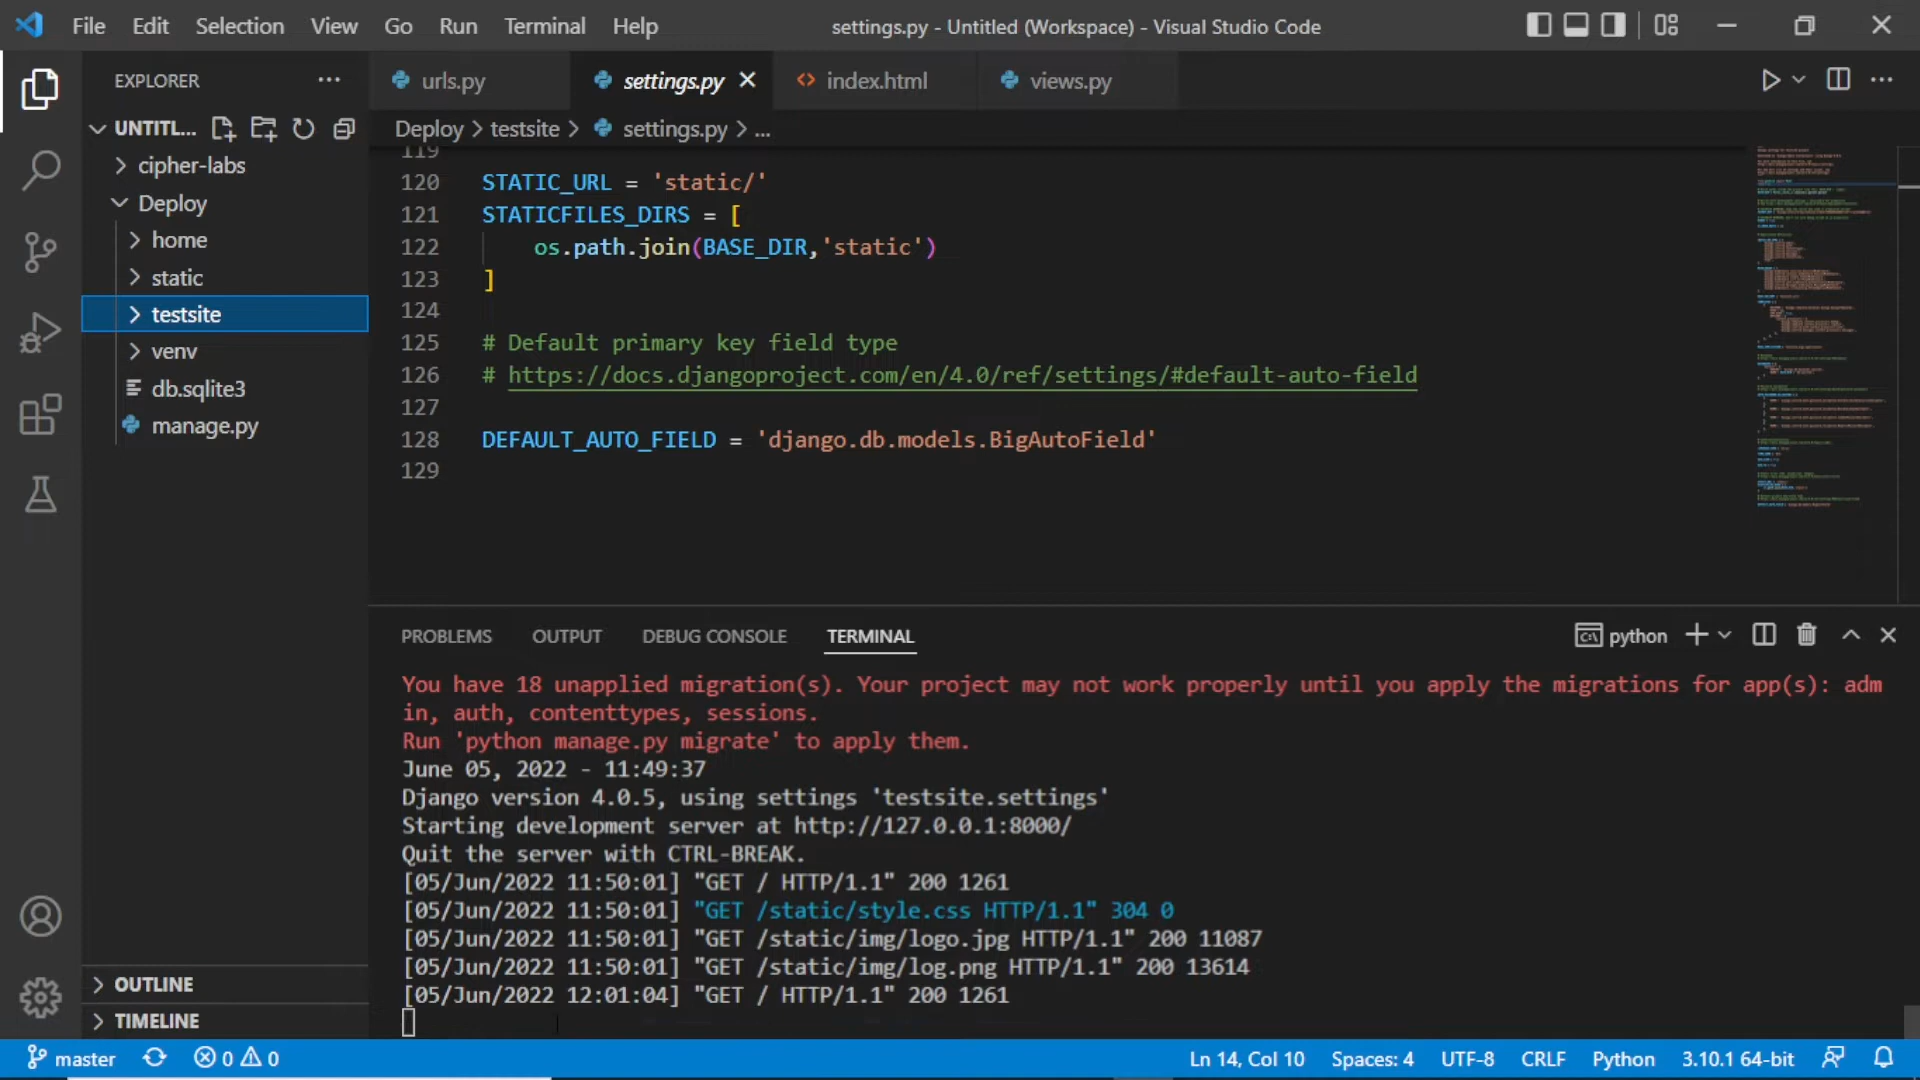 File Edit Selection View Go Run Terminal Help
settings.py - Untitled (Workspace) - Visual Studio Code
EXPLORER
urls.py
settings.py
index.html
views.py
UNTITL...
Deploy > testsite > settings.py > ...
cipher-labs
Deploy
home
static
testsite
venv
db.sqlite3
manage.py
119
120 STATIC_URL = 'static/'
121 STATICFILES_DIRS = [
122 os.path.join(BASE_DIR,'static')
123 ]
124
125 # Default primary key field type
126 # https://docs.djangoproject.com/en/4.0/ref/settings/#default-auto-field
127
128 DEFAULT_AUTO_FIELD = 'django.db.models.BigAutoField'
129
PROBLEMS OUTPUT DEBUG CONSOLE TERMINAL
python
You have 18 unapplied migration(s). Your project may not work properly until you apply the migrations for app(s): adm
in, auth, contenttypes, sessions.
Run 'python manage.py migrate' to apply them.
June 05, 2022 - 11:49:37
Django version 4.0.5, using settings 'testsite.settings'
Starting development server at http://127.0.0.1:8000/
Quit the server with CTRL-BREAK.
[05/Jun/2022 11:50:01] "GET / HTTP/1.1" 200 1261
[05/Jun/2022 11:50:01] "GET /static/style.css HTTP/1.1" 304 0
[05/Jun/2022 11:50:01] "GET /static/img/logo.jpg HTTP/1.1" 200 11087
[05/Jun/2022 11:50:01] "GET /static/img/log.png HTTP/1.1" 200 13614
[05/Jun/2022 12:01:04] "GET / HTTP/1.1" 200 1261
OUTLINE
TIMELINE
master
0 0
Ln 14, Col 10
Spaces: 4
UTF-8
CRLF
Python
3.10.1 64-bit